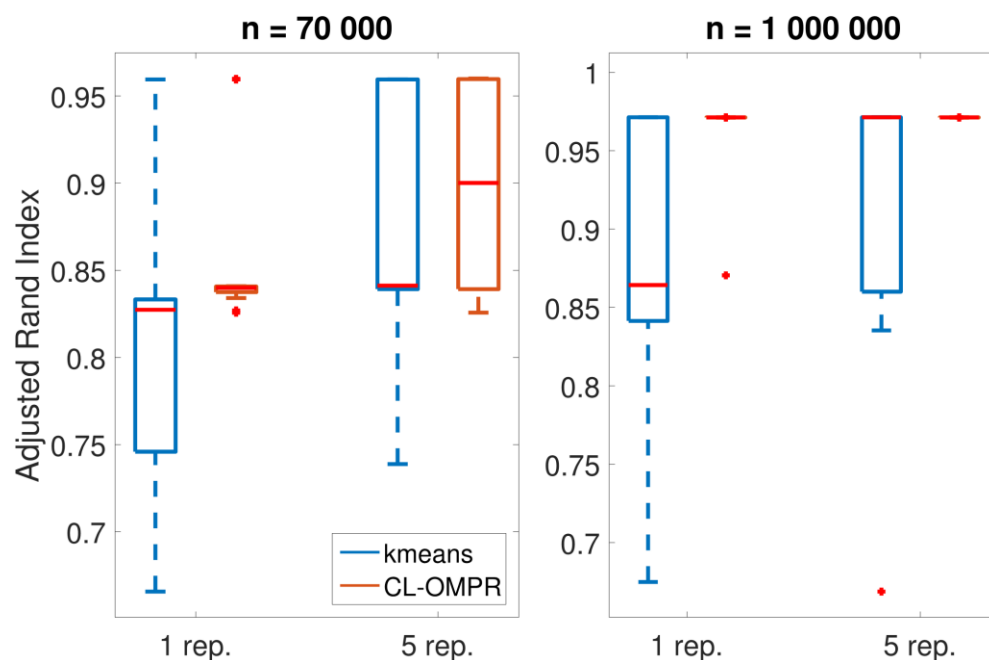 n = 70 000
n = 1 000 000
Adjusted Rand Index
0.95
0.9
0.85
0.8
0.75
0.7
1
0.95
0.9
0.85
0.8
0.75
0.7
kmeans
CL-OMPR
1 rep.
5 rep.
1 rep.
5 rep.